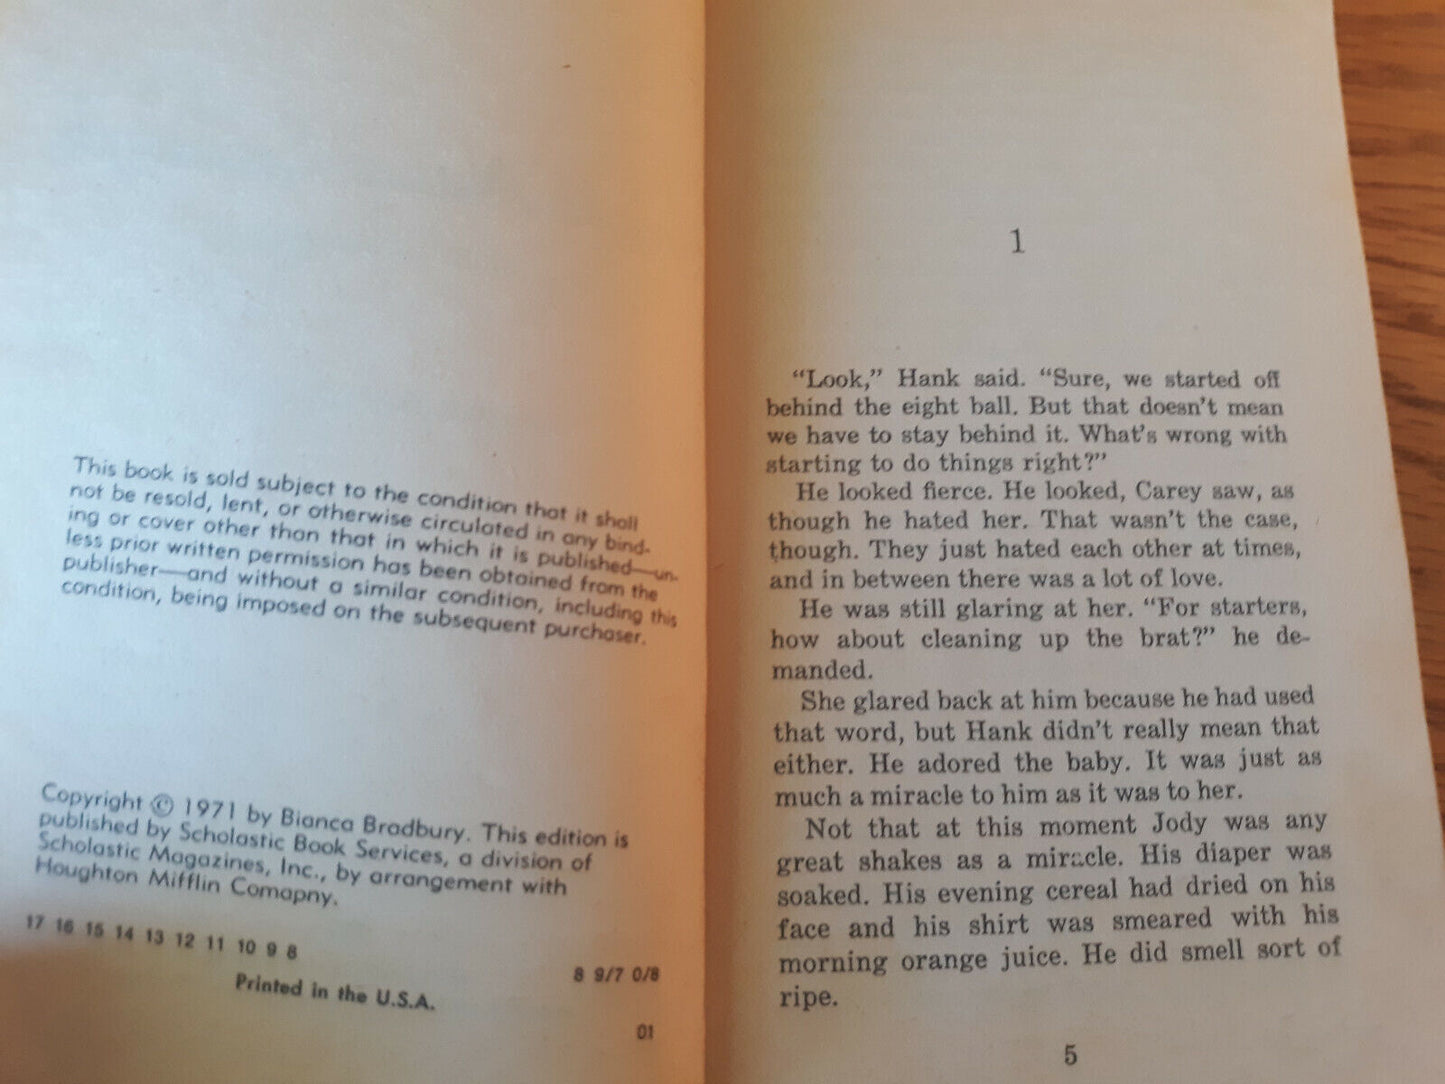 This book is sold subject to the condition that it shall
not be resold, lent, or otherwise circulated in any bind-
ing or cover other than that in which it is published—un-
less prior written permission has been obtained from the
publisher—and without a similar condition, including this
condition, being imposed on the subsequent purchaser.
Copyright © 1971 by Bianca Bradbury. This edition is
published by Scholastic Book Services, a division of
Scholastic Magazines, Inc., by arrangement with
Houghton Mifflin Comapny.
17 16 15 14 13 12 11 10 9 8
8 9/7 0/8
Printed in the U.S.A.
01
1
“Look,” Hank said. “Sure, we started off
behind the eight ball. But that doesn’t mean
we have to stay behind it. What’s wrong with
starting to do things right?”
He looked fierce. He looked, Carey saw, as
though he hated her. That wasn’t the case,
though. They just hated each other at times,
and in between there was a lot of love.
He was still glaring at her. “For starters,
how about cleaning up the brat?” he de-
manded.
She glared back at him because he had used
that word, but Hank didn’t really mean that
either. He adored the baby. It was just as
much a miracle to him as it was to her.
Not that at this moment Jody was any
great shakes as a miracle. His diaper was
soaked. His evening cereal had dried on his
face and his shirt was smeared with his
morning orange juice. He did smell sort of
ripe.
5